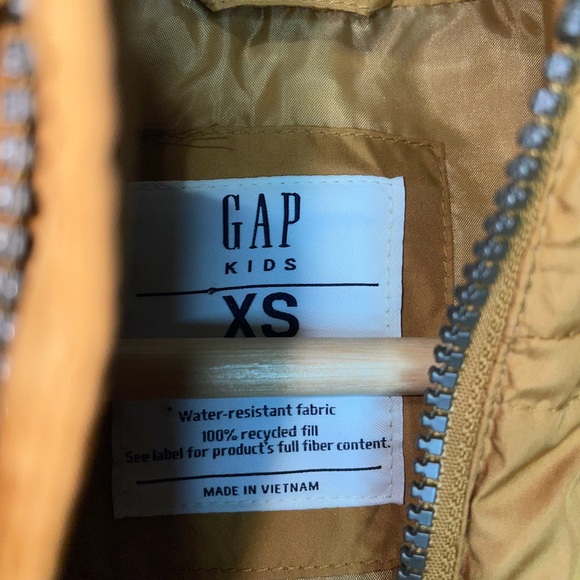 GAP
KIDS
XS
Water-resistant fabric
100% recycled fill
See label for product's full fiber content.
MADE IN VIETNAM